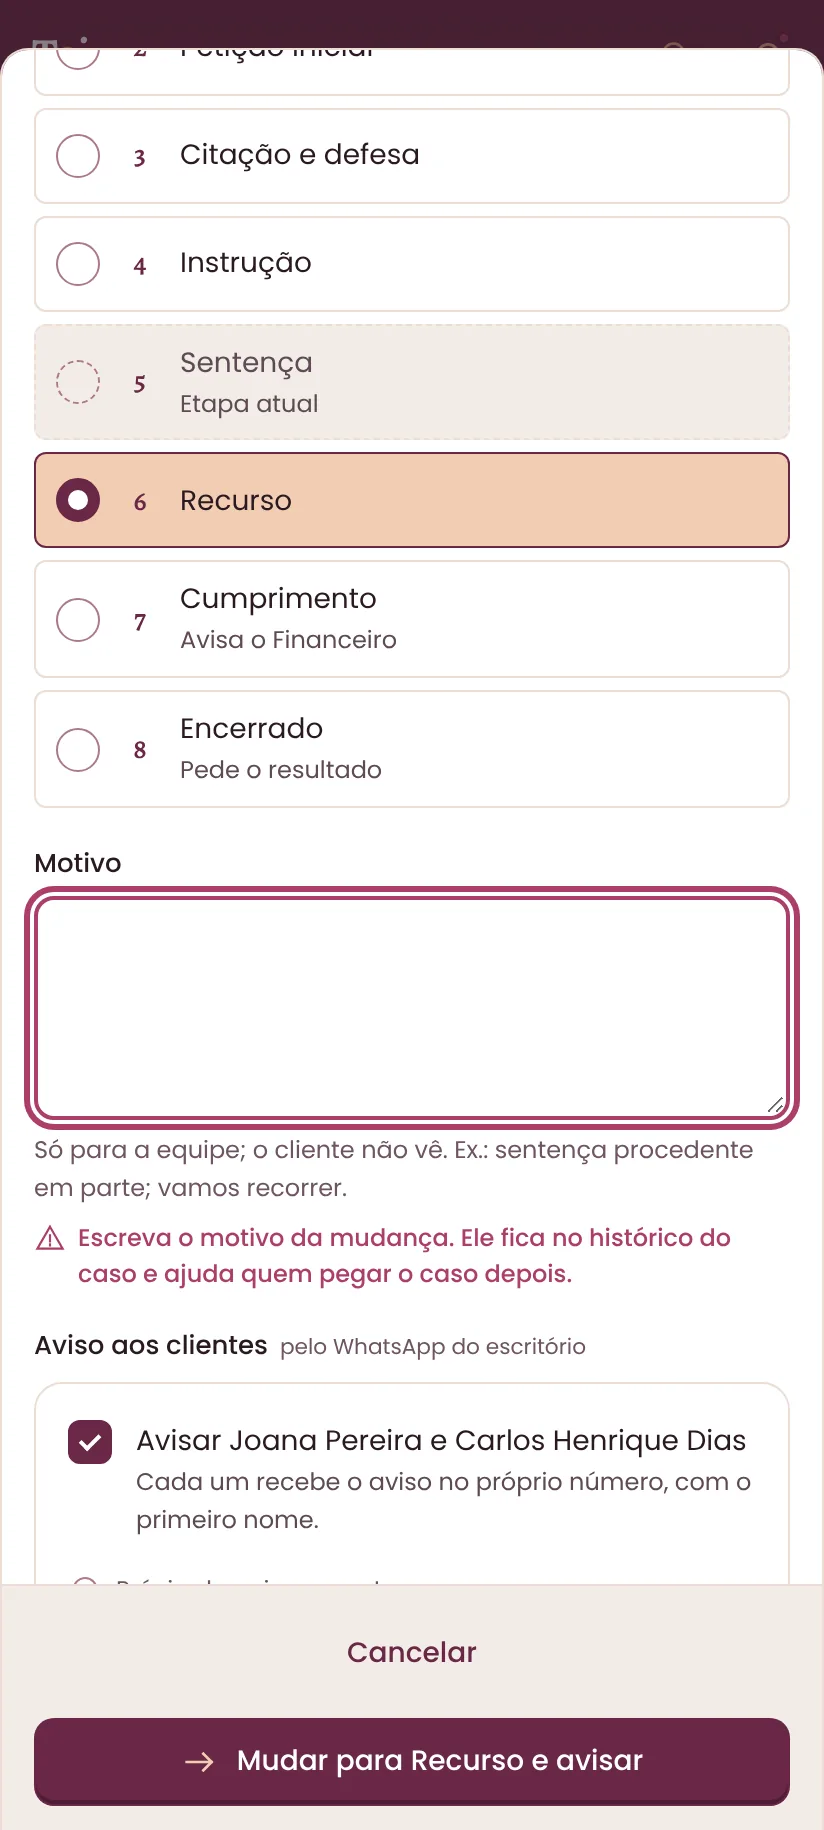 2 Petição Inicial
3 Citação e defesa
4 Instrução
5 Sentença
Etapa atual
6 Recurso
7 Cumprimento
Avisa o Financeiro
8 Encerrado
Pede o resultado
Motivo
Só para a equipe; o cliente não vê. Ex.: sentença procedente
em parte; vamos recorrer.
Escreva o motivo da mudança. Ele fica no histórico do
caso e ajuda quem pegar o caso depois.
Aviso aos clientes pelo WhatsApp do escritório
Avisar Joana Pereira e Carlos Henrique Dias
Cada um recebe o aviso no próprio número, com o
primeiro nome.
Cancelar
Mudar para Recurso e avisar